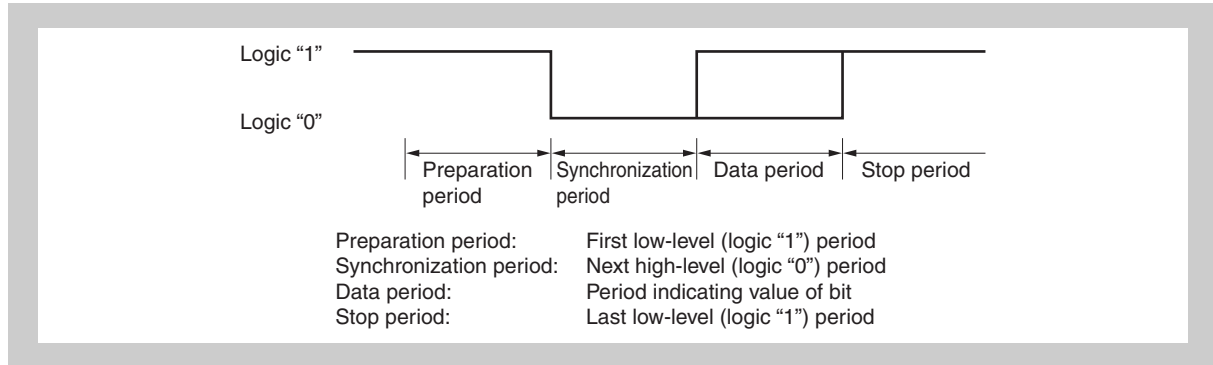 Logic “1”
Logic “0”
Preparation period
Synchronization period
Data period
Stop period
Preparation period: First low-level (logic “1”) period
Synchronization period: Next high-level (logic “0”) period
Data period: Period indicating value of bit
Stop period: Last low-level (logic “1”) period